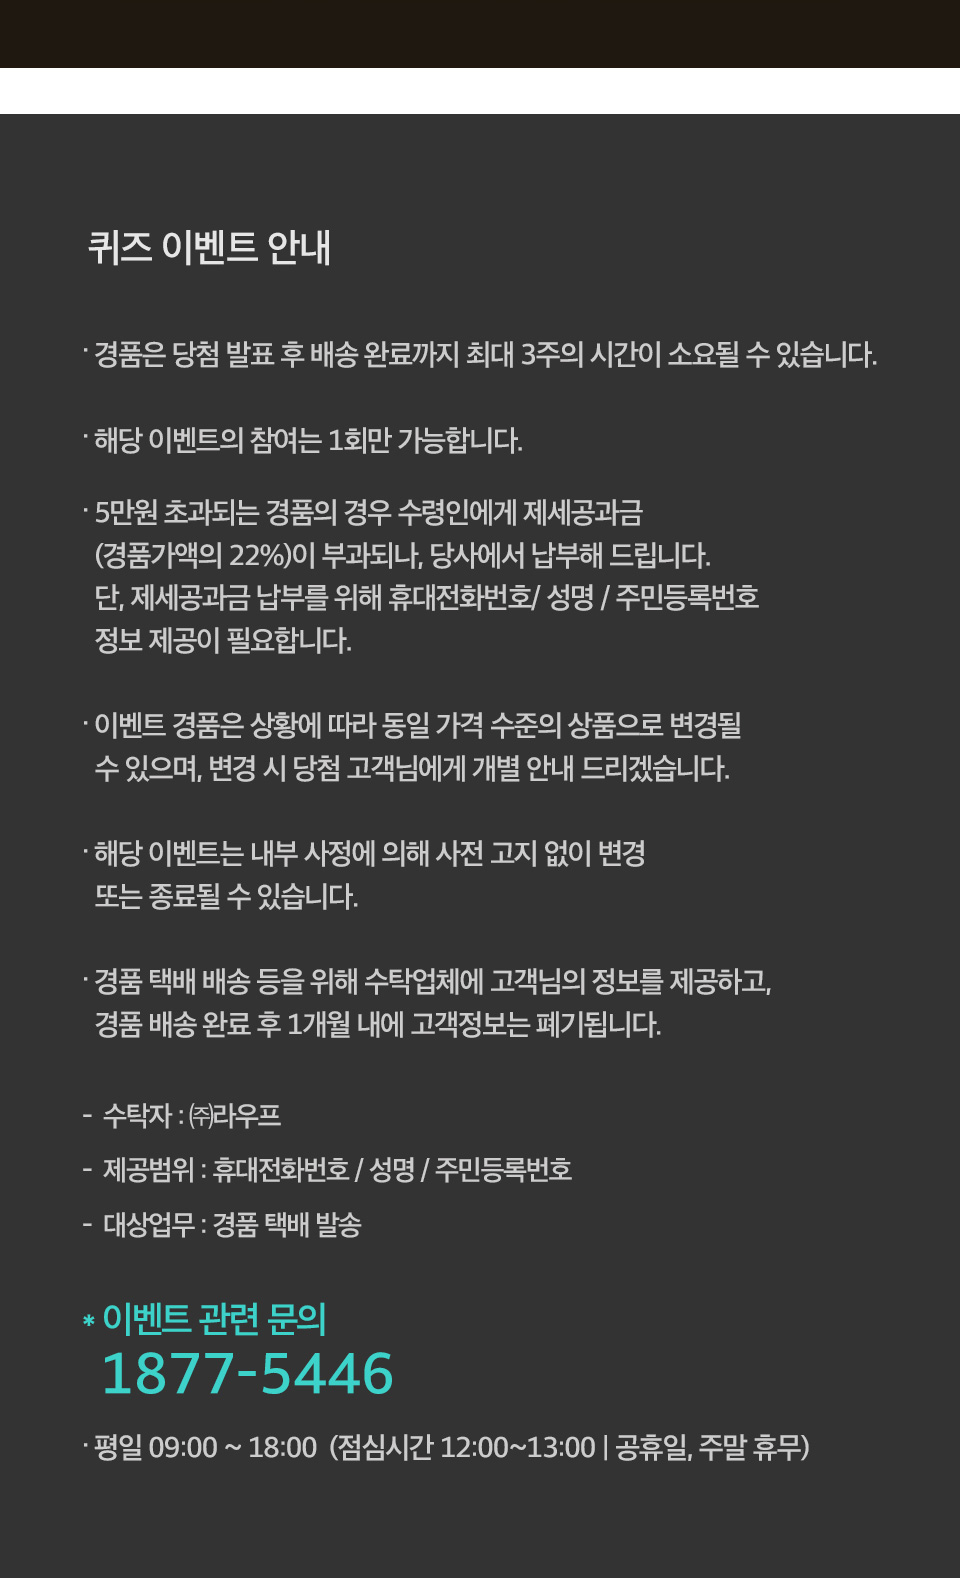 퀴즈 이벤트 안내
· 경품은 당첨 발표 후 배송 완료까지 최대 3주의 시간이 소요될 수 있습니다.
· 해당 이벤트의 참여는 1회만 가능합니다.
· 5만원 초과되는 경품의 경우 수령인에게 제세공과금
(경품가액의 22%)이 부과되나, 당사에서 납부해 드립니다.
단, 제세공과금 납부를 위해 휴대전화번호/ 성명 / 주민등록번호
정보 제공이 필요합니다.
· 이벤트 경품은 상황에 따라 동일 가격 수준의 상품으로 변경될
수 있으며, 변경 시 당첨 고객님에게 개별 안내 드리겠습니다.
· 해당 이벤트는 내부 사정에 의해 사전 고지 없이 변경
또는 종료될 수 있습니다.
· 경품 택배 배송 등을 위해 수탁업체에 고객님의 정보를 제공하고,
경품 배송 완료 후 1개월 내에 고객정보는 폐기됩니다.
- 수탁자 : ㈜라우프
- 제공범위 : 휴대전화번호 / 성명 / 주민등록번호
- 대상업무 : 경품 택배 발송
* 이벤트 관련 문의
1877-5446
· 평일 09:00 ~ 18:00 (점심시간 12:00~13:00 | 공휴일, 주말 휴무)